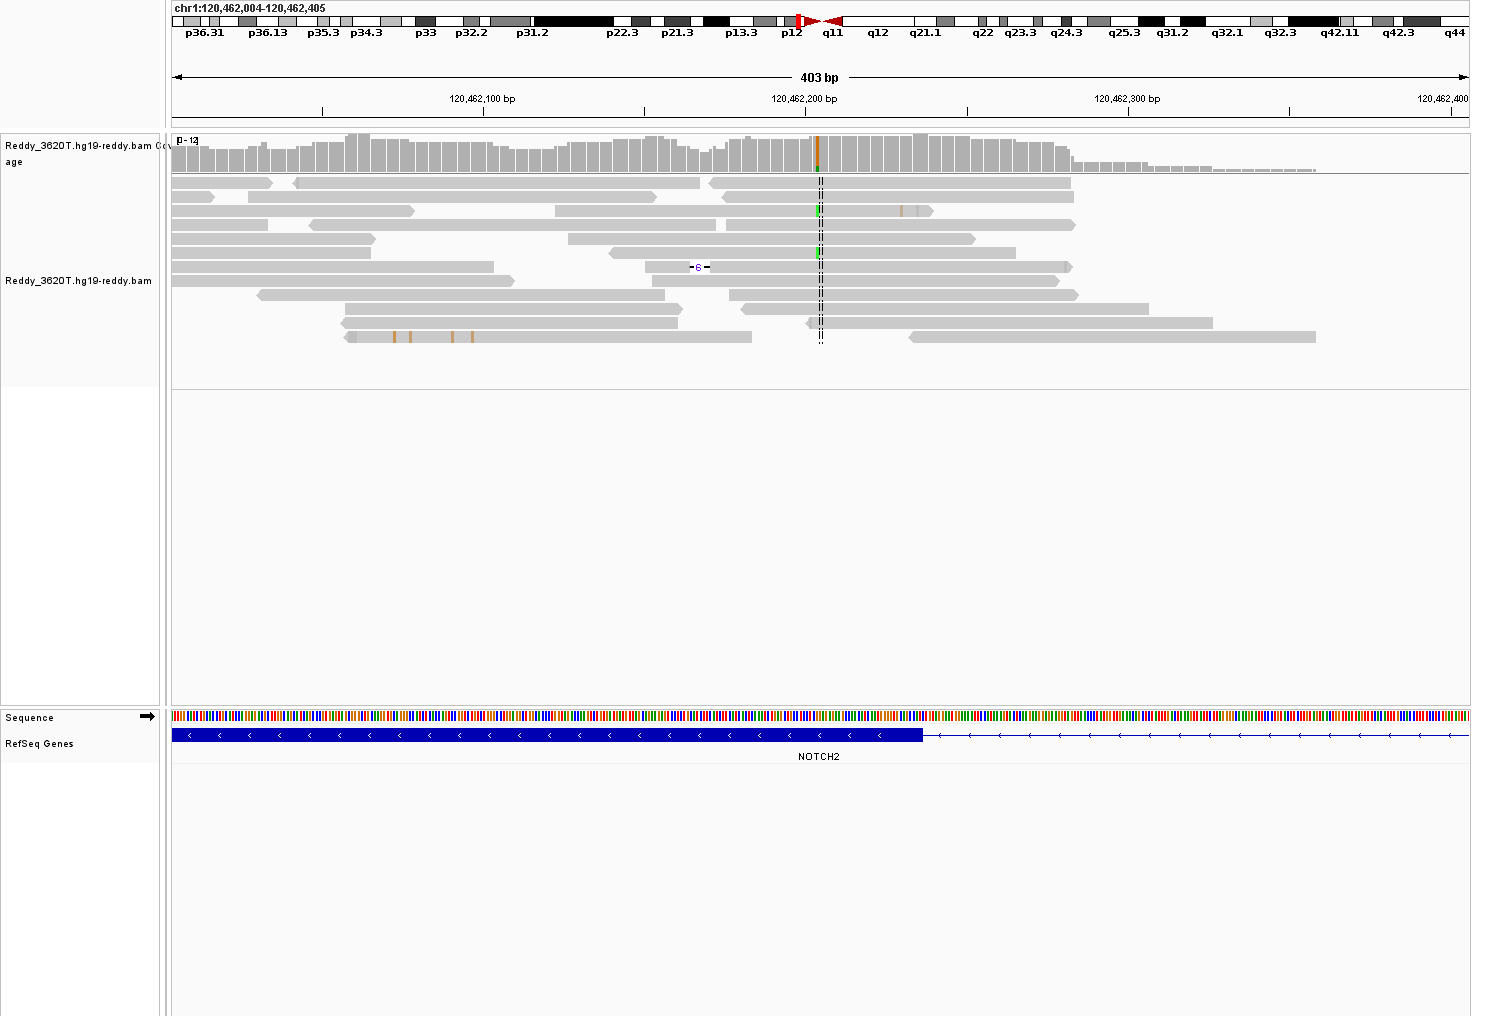 chr1:120,462,004-120,462,405
p36.31 p36.13 p35.3 p34.3 p33 p32.2 p31.2 p22.3 p21.3 p13.3 p12 q11 q12 q21.1 q22 q23.3 q24.3 q25.3 q31.2 q32.1 q32.3 q42.11 q42.3 q44
403 bp
120,462,100 bp 120,462,200 bp 120,462,300 bp 120,462,400
[0 - 12]
Reddy_3620T.hg19-reddy.bam Cov
age
6
Reddy_3620T.hg19-reddy.bam
Sequence
RefSeq Genes
NOTCH2